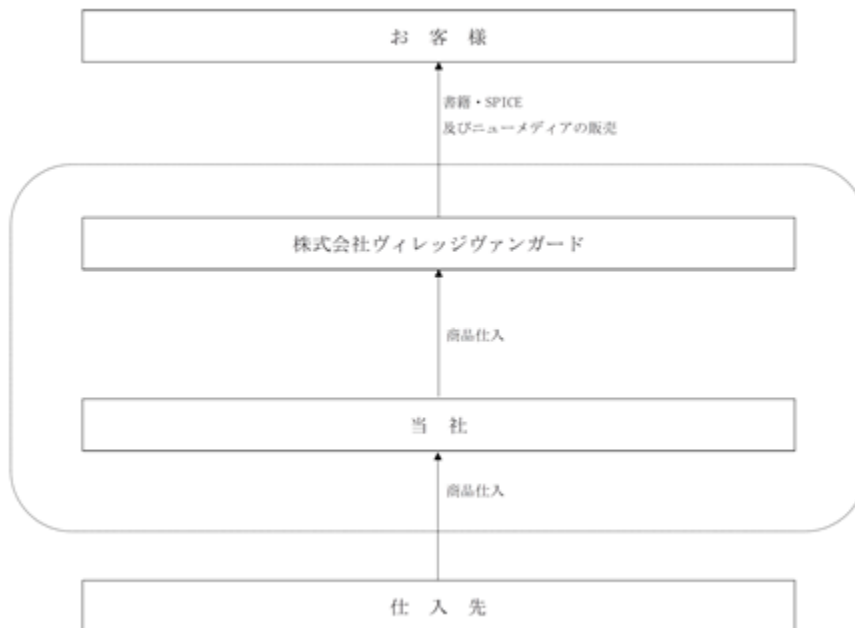 お 客 様
書籍・SPICE
及びニューメディアの販売
株式会社ヴィレッジヴァンガード
商品仕入
当 社
商品仕入
仕 入 先